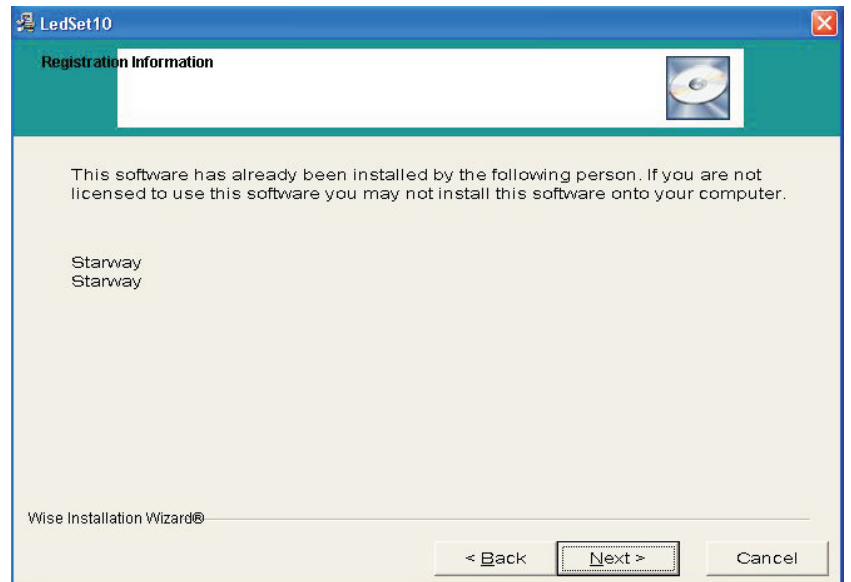 LedSet10
Registration Information
This software has already been installed by the following person. If you are not
licensed to use this software you may not install this software onto your computer.
Starway
Starway
Wise Installation Wizard®
< Back
Next >
Cancel